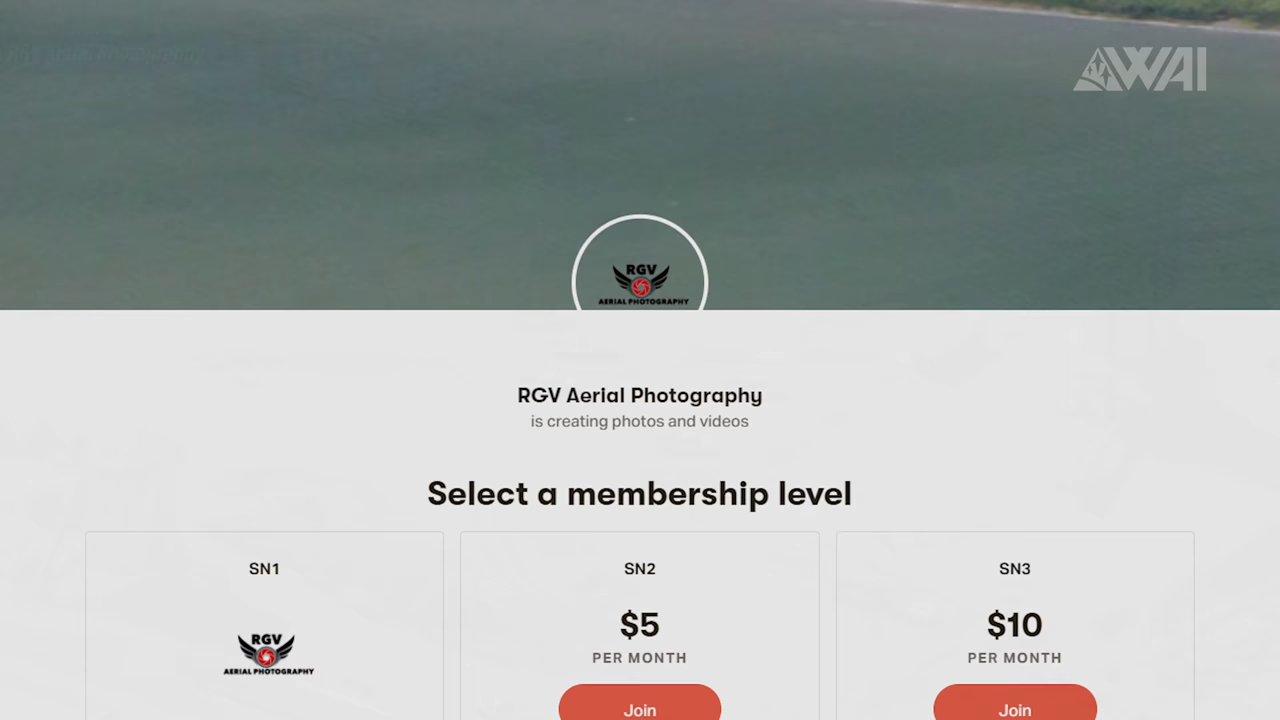 WAI
RGV
AERIAL PHOTOGRAPHY
RGV Aerial Photography
is creating photos and videos
Select a membership level
SN1
SN2
SN3
$5
$10
RGV
AERIAL PHOTOGRAPHY
PER MONTH
PER MONTH
Join
Join